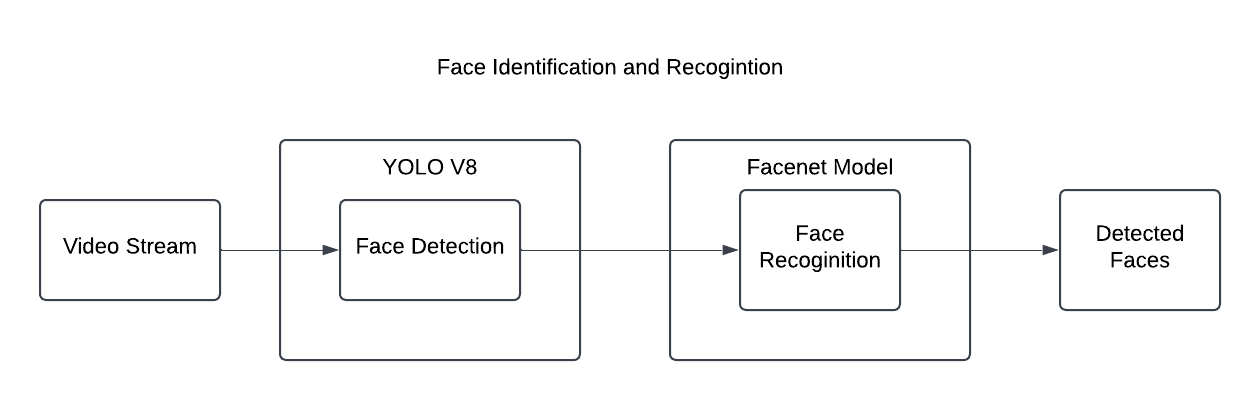 Face Identification and Recogintion
YOLO V8
Facenet Model
Video Stream
Face Detection
Face
Recoginition
Detected
Faces